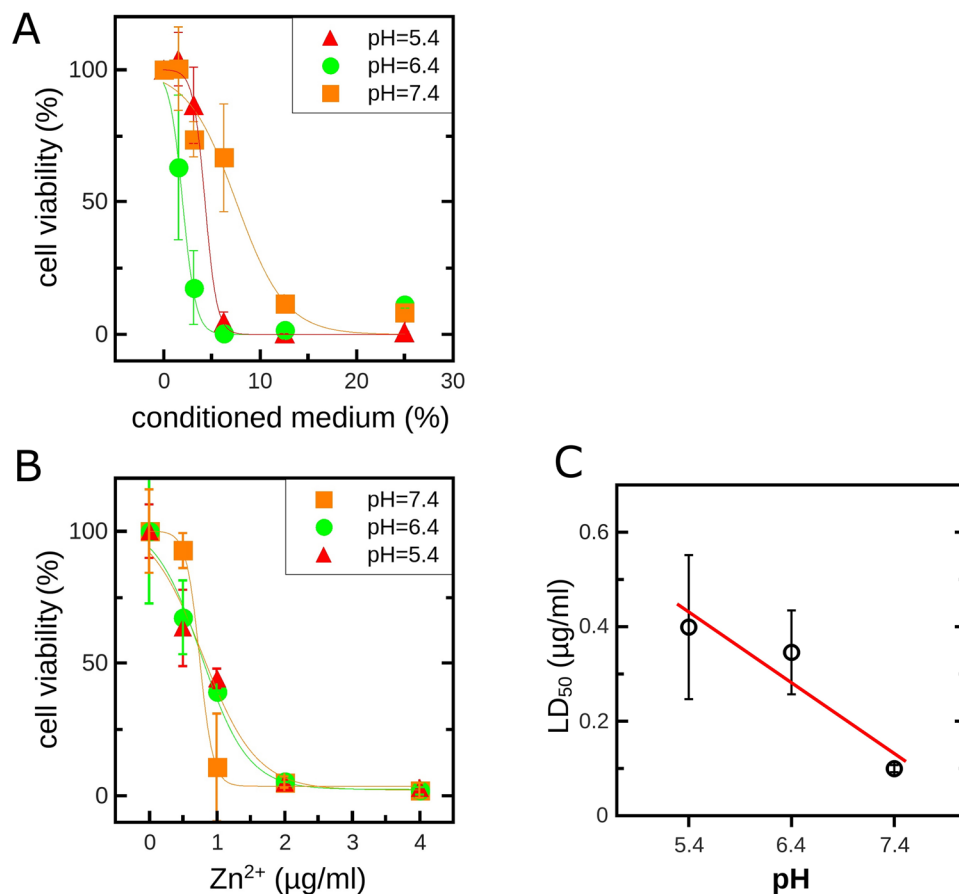 A
pH=5.4
pH=6.4
pH=7.4
100
50
0
cell viability (%)
0 10 20 30
conditioned medium (%)
B
pH=7.4
pH=6.4
pH=5.4
100
50
0
cell viability (%)
0 1 2 3 4
Zn²⁺ (µg/ml)
C
0.6
0.4
0.2
0
LD₅₀ (µg/ml)
5.4 6.4 7.4
pH